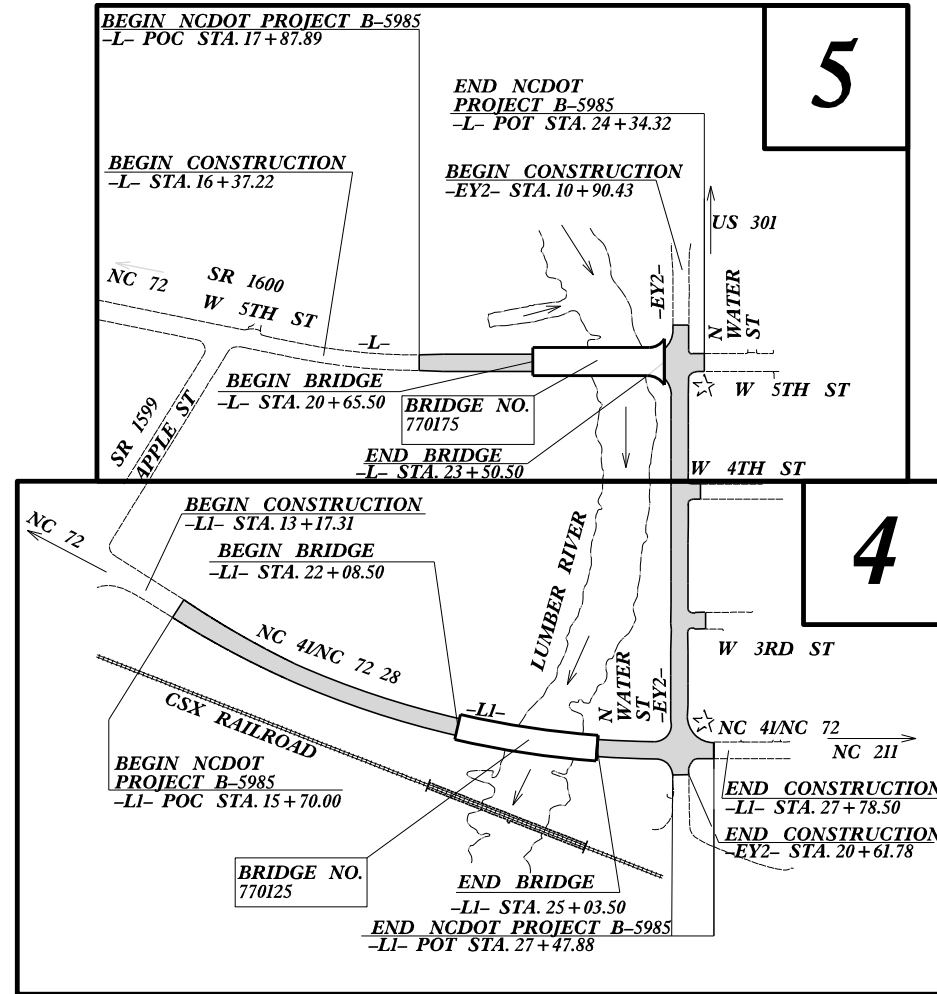 BEGIN NCDOT PROJECT B–5985
–L– POC STA. 17+87.89
5
END NCDOT
PROJECT B–5985
–L– POT STA. 24+34.32
BEGIN CONSTRUCTION
–L– STA. 16+37.22
BEGIN CONSTRUCTION
–EY2– STA. 10+90.43
US 301
NC 72
SR 1600
W 5TH ST
–EY2–
N
WATER
ST
–L–
BEGIN BRIDGE
–L– STA. 20+65.50
BRIDGE NO.
770175
W 5TH ST
SR 1599
APPLE ST
END BRIDGE
–L– STA. 23+50.50
W 4TH ST
BEGIN CONSTRUCTION
–L1– STA. 13+17.31
NC 72
4
BEGIN BRIDGE
–L1– STA. 22+08.50
LUMBER RIVER
NC 41/NC 72 28
W 3RD ST
N
WATER
ST
–EY2–
–L1–
CSX RAILROAD
NC 41/NC 72
NC 211
BEGIN NCDOT
PROJECT B–5985
–L1– POC STA. 15+70.00
END CONSTRUCTION
–L1– STA. 27+78.50
END CONSTRUCTION
–EY2– STA. 20+61.78
BRIDGE NO.
770125
END BRIDGE
–L1– STA. 25+03.50
END NCDOT PROJECT B–5985
–L1– POT STA. 27+47.88